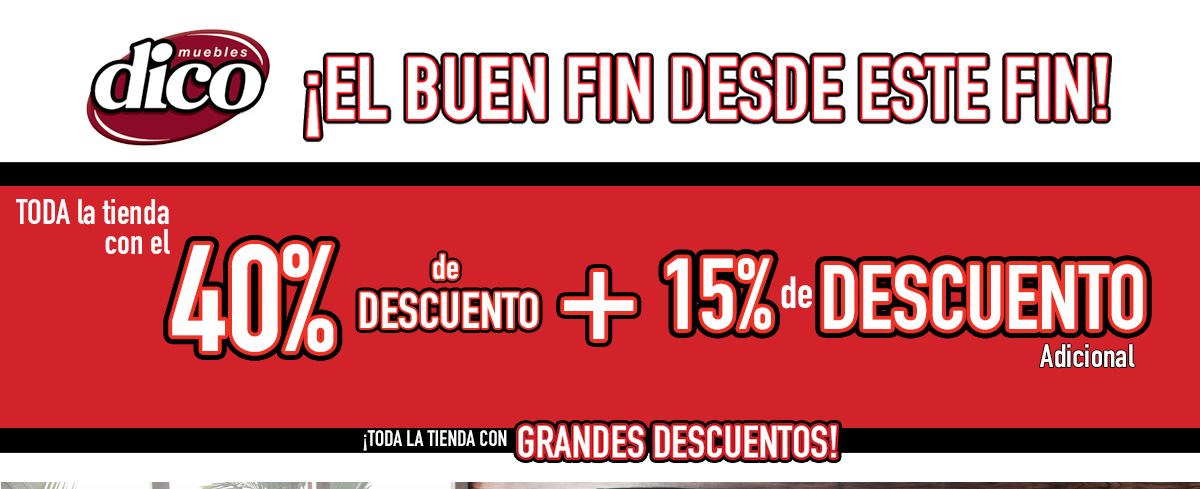 muebles
dico
¡EL BUEN FIN DESDE ESTE FIN!
TODA la tienda
con el
40% de DESCUENTO + 15% de DESCUENTO
Adicional
¡TODA LA TIENDA CON GRANDES DESCUENTOS!